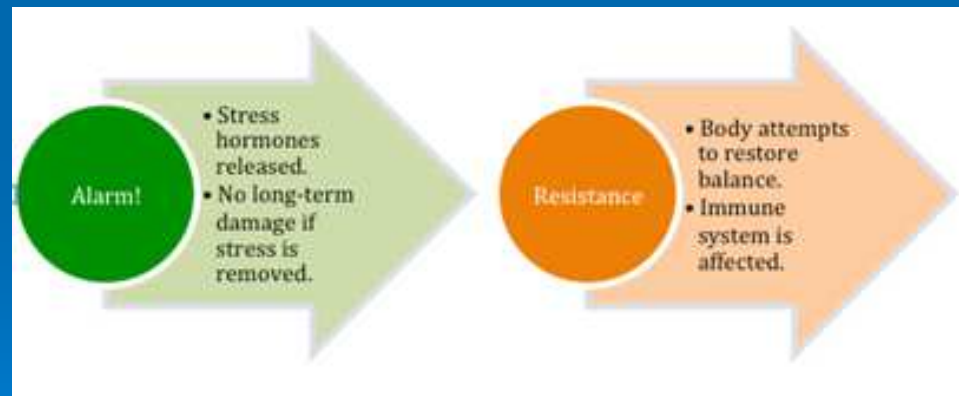 Alarm!
• Stress
hormones
released.
• No long-term
damage if
stress is
removed.
Resistance
• Body attempts
to restore
balance.
• Immune
system is
affected.